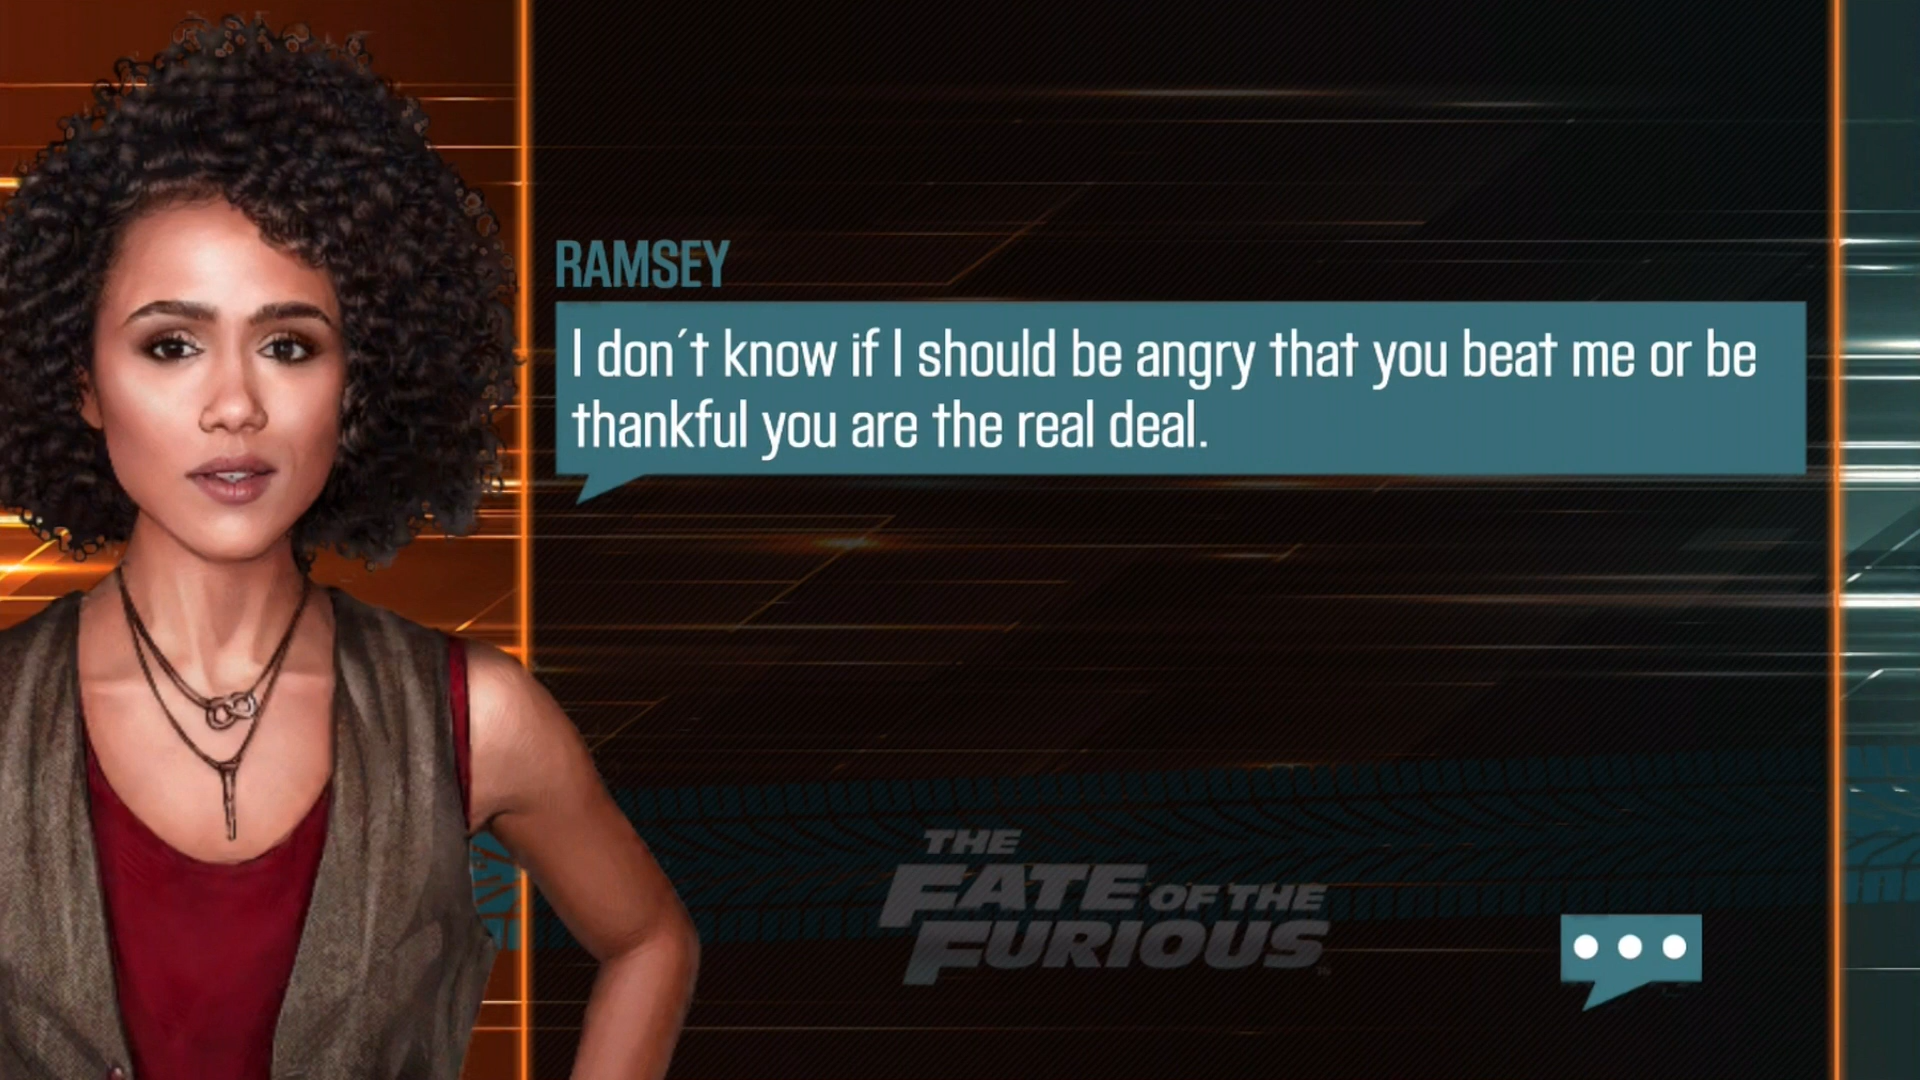 RAMSEY
I don´t know if I should be angry that you beat me or be
thankful you are the real deal.
THE
FATE OF THE
FURIOUS